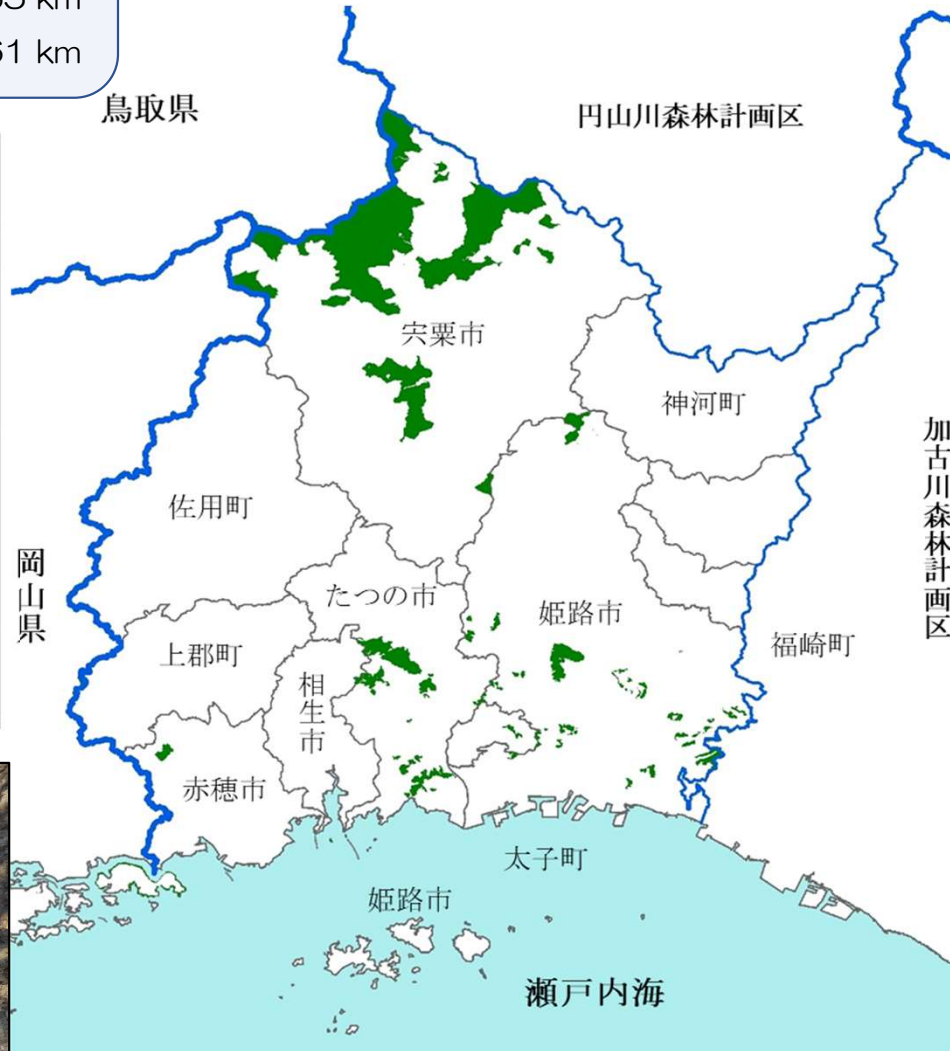 km
61 km
鳥取県
円山川森林計画区
宍粟市
神河町
加古川森林計画区
佐用町
岡山県
たつの市
姫路市
福崎町
上郡町
相生市
赤穂市
太子町
姫路市
瀬戸内海